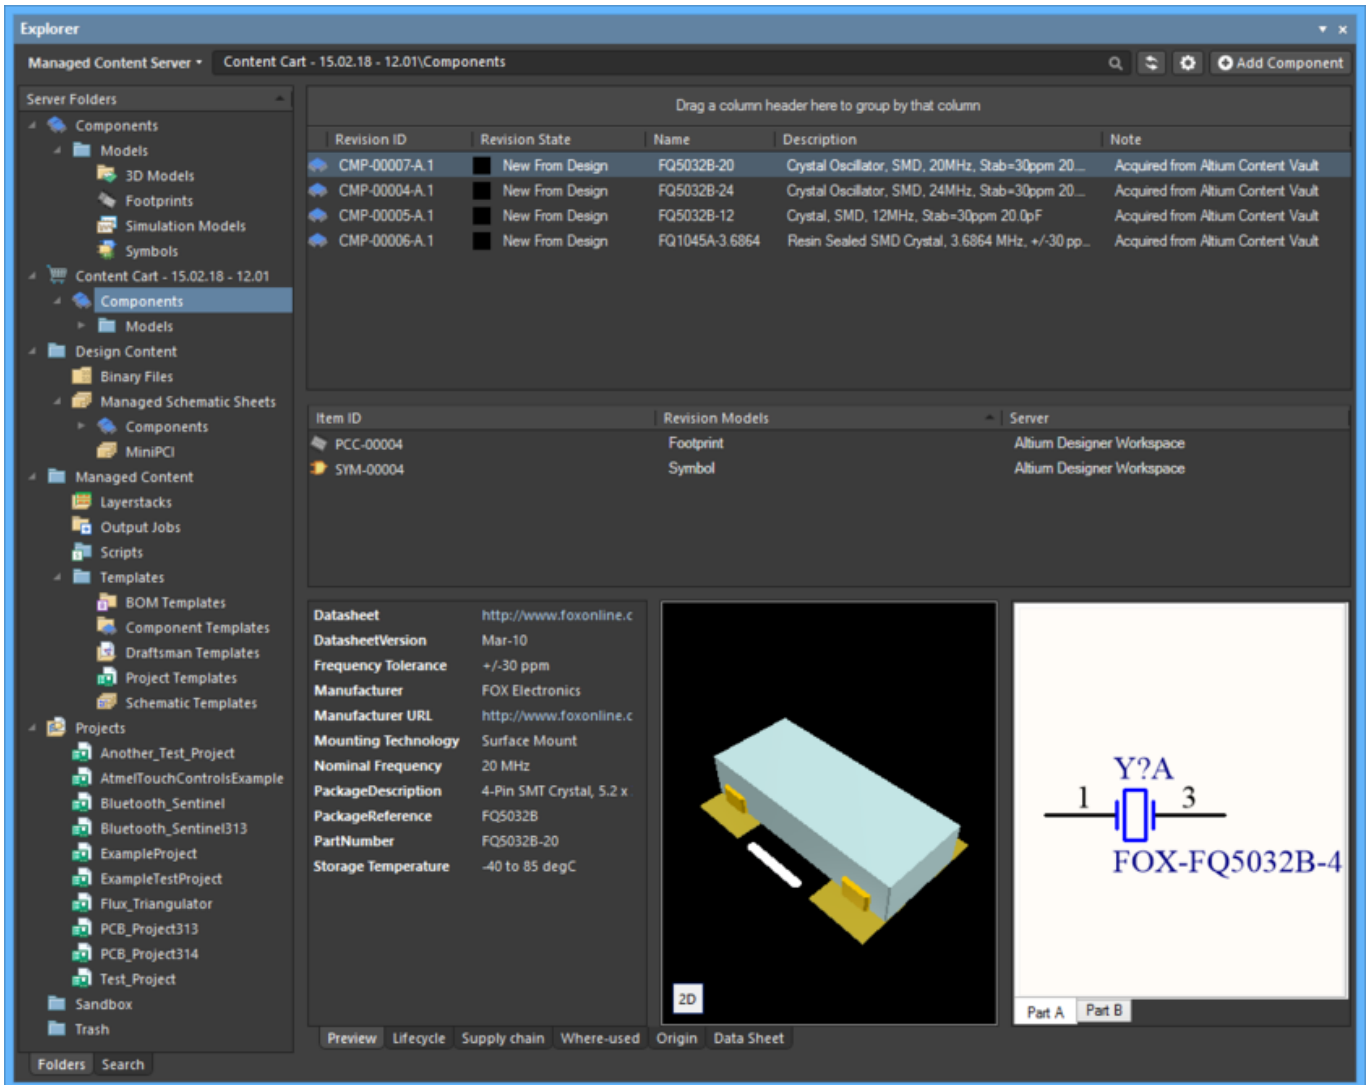 Explorer
Managed Content Server
Content Cart - 15.02.18 - 12.01\Components
Add Component
Server Folders
Components
Models
3D Models
Footprints
Simulation Models
Symbols
Content Cart - 15.02.18 - 12.01
Components
Models
Design Content
Binary Files
Managed Schematic Sheets
Components
MiniPCI
Managed Content
Layerstacks
Output Jobs
Scripts
Templates
BOM Templates
Component Templates
Draftsman Templates
Project Templates
Schematic Templates
Projects
Another_Test_Project
AtmelTouchControlsExample
Bluetooth_Sentinel
Bluetooth_Sentinel313
ExampleProject
ExampleTestProject
Flux_Triangulator
PCB_Project313
PCB_Project314
Test_Project
Sandbox
Trash
Folders Search
Drag a column header here to group by that column
Revision ID Revision State Name Description Note
CMP-00007-A.1 New From Design FQ5032B-20 Crystal Oscillator, SMD, 20MHz, Stab=30ppm 20... Acquired from Altium Content Vault
CMP-00004-A.1 New From Design FQ5032B-24 Crystal Oscillator, SMD, 24MHz, Stab=30ppm 20... Acquired from Altium Content Vault
CMP-00005-A.1 New From Design FQ5032B-12 Crystal, SMD, 12MHz, Stab=30ppm 20.0pF Acquired from Altium Content Vault
CMP-00006-A.1 New From Design FQ1045A-3.6864 Resin Sealed SMD Crystal, 3.6864 MHz, +/-30 pp... Acquired from Altium Content Vault
Item ID Revision Models Server
PCC-00004 Footprint Altium Designer Workspace
SYM-00004 Symbol Altium Designer Workspace
Datasheet http://www.foxonline.c
DatasheetVersion Mar-10
Frequency Tolerance +/-30 ppm
Manufacturer FOX Electronics
Manufacturer URL http://www.foxonline.c
Mounting Technology Surface Mount
Nominal Frequency 20 MHz
PackageDescription 4-Pin SMT Crystal, 5.2 x
PackageReference FQ5032B
PartNumber FQ5032B-20
Storage Temperature -40 to 85 degC
2D
Y?A
1 3
FOX-FQ5032B-4
Part A Part B
Preview Lifecycle Supply chain Where-used Origin Data Sheet